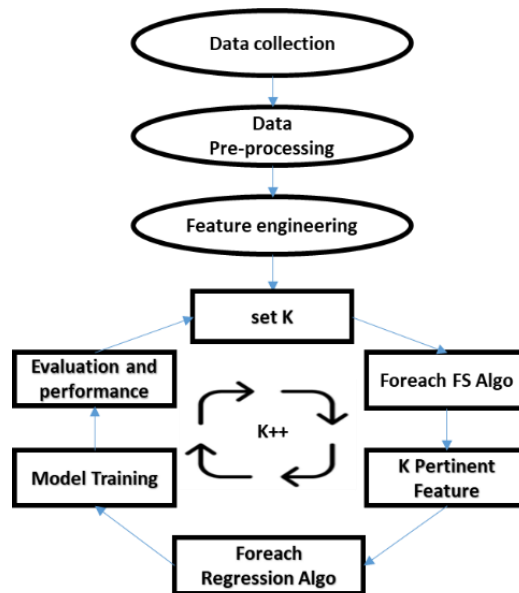 Data collection
Data
Pre-processing
Feature engineering
set K
Evaluation and
performance
Foreach FS Algo
K++
Model Training
K Pertinent
Feature
Foreach
Regression Algo